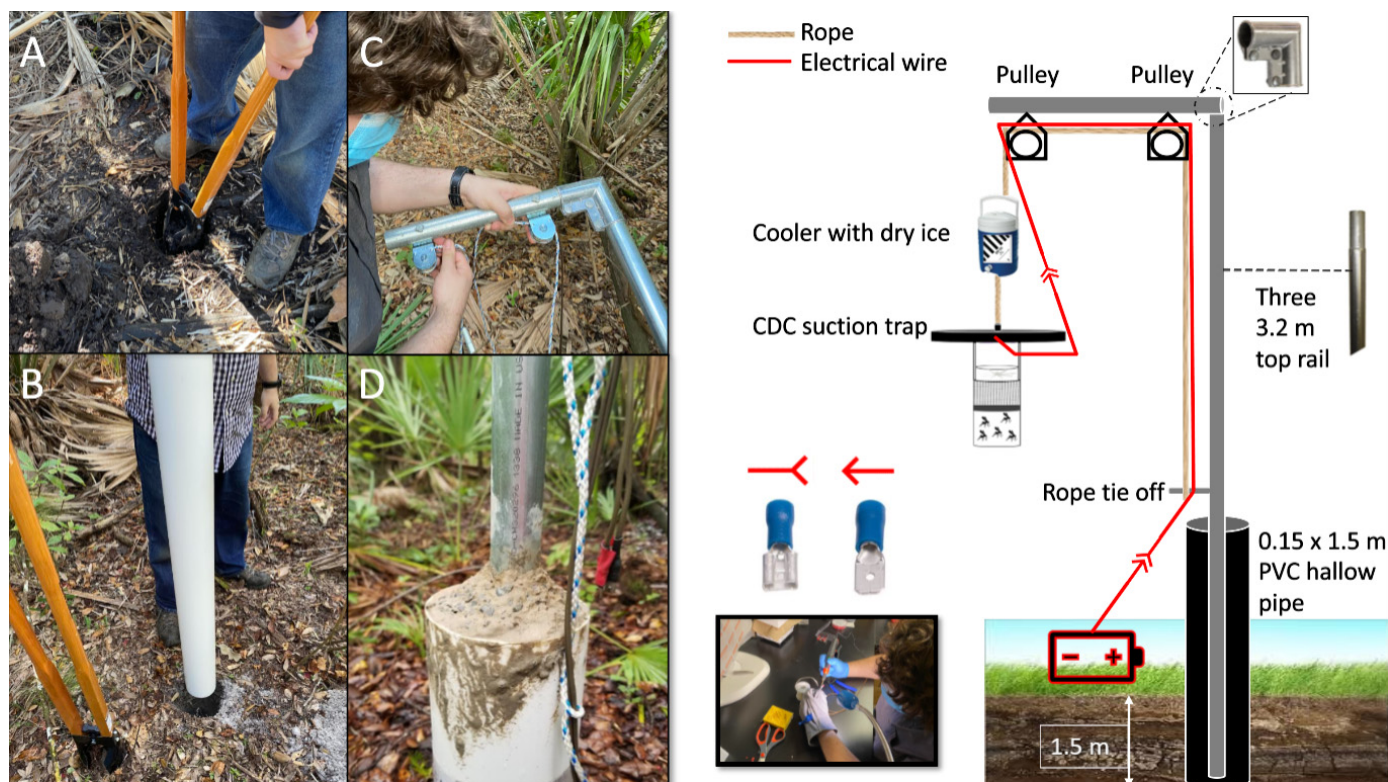 A
C
B
D
Rope
Electrical wire
Pulley
Pulley
Cooler with dry ice
CDC suction trap
Three
3.2 m
top rail
Rope tie off
0.15 x 1.5 m
PVC hallow
pipe
- +
1.5 m